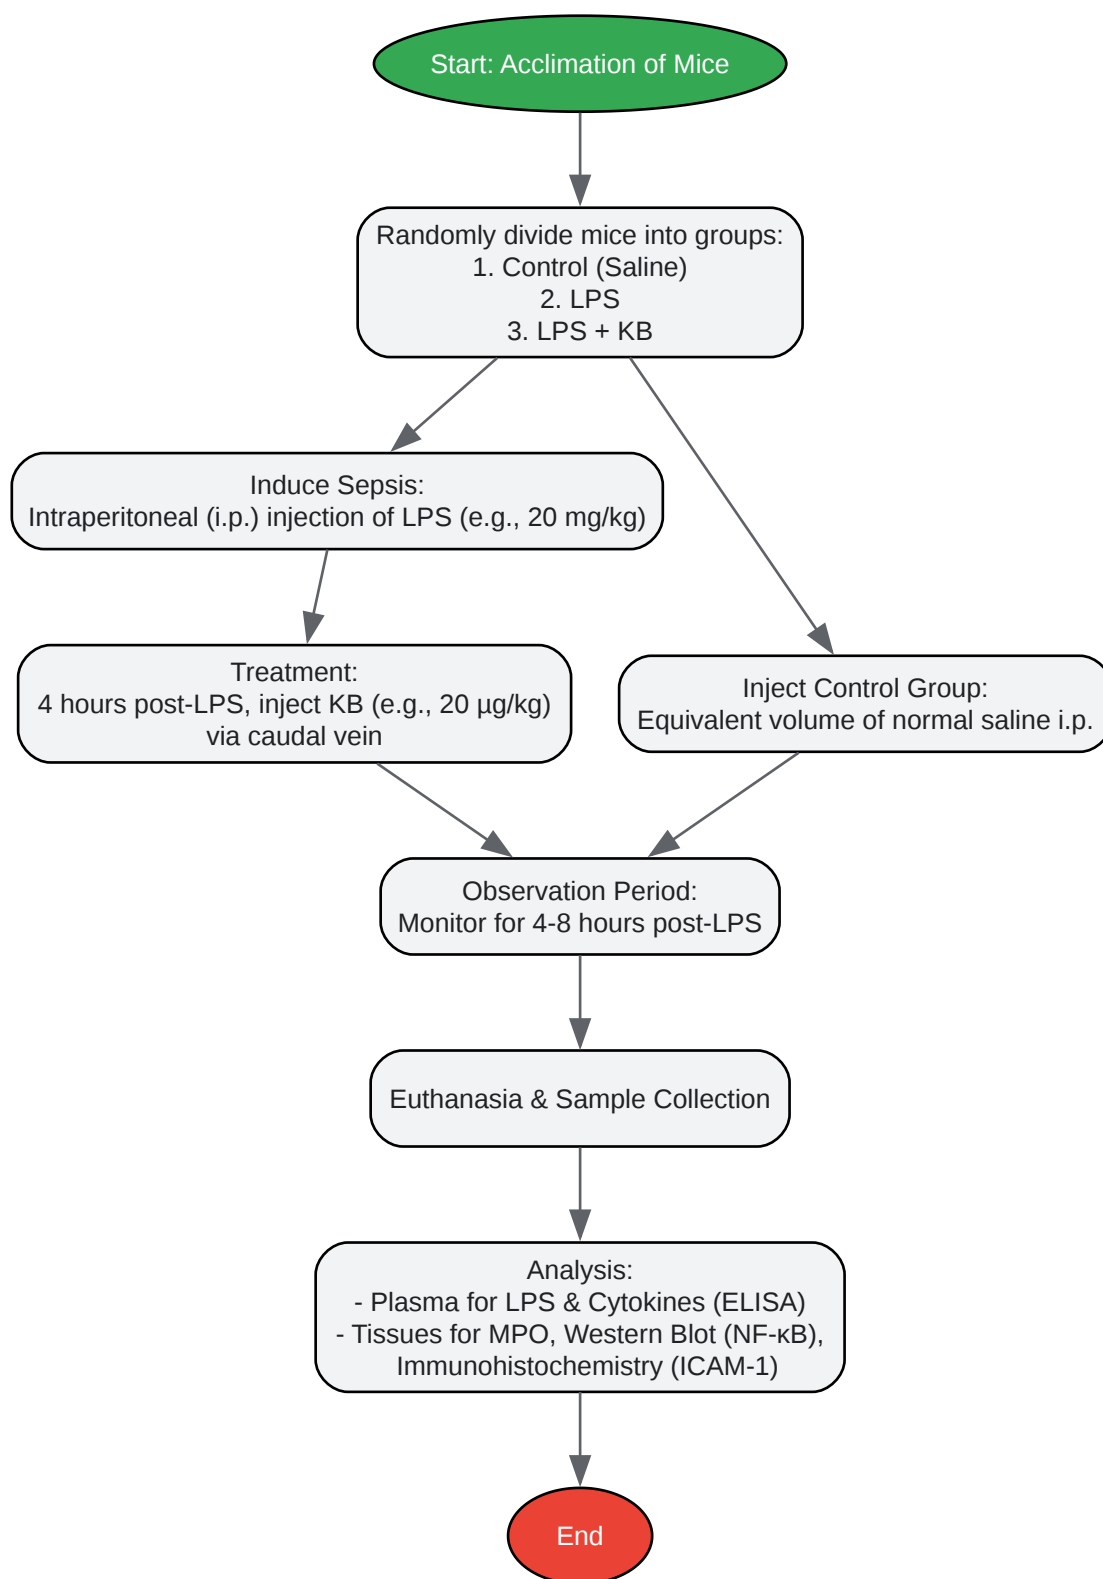 Start: Acclimation of Mice
Randomly divide mice into groups:
1. Control (Saline)
2. LPS
3. LPS + KB
Induce Sepsis:
Intraperitoneal (i.p.) injection of LPS (e.g., 20 mg/kg)
Treatment:
4 hours post-LPS, inject KB (e.g., 20 µg/kg)
via caudal vein
Inject Control Group:
Equivalent volume of normal saline i.p.
Observation Period:
Monitor for 4-8 hours post-LPS
Euthanasia & Sample Collection
Analysis:
- Plasma for LPS & Cytokines (ELISA)
- Tissues for MPO, Western Blot (NF-κB),
Immunohistochemistry (ICAM-1)
End